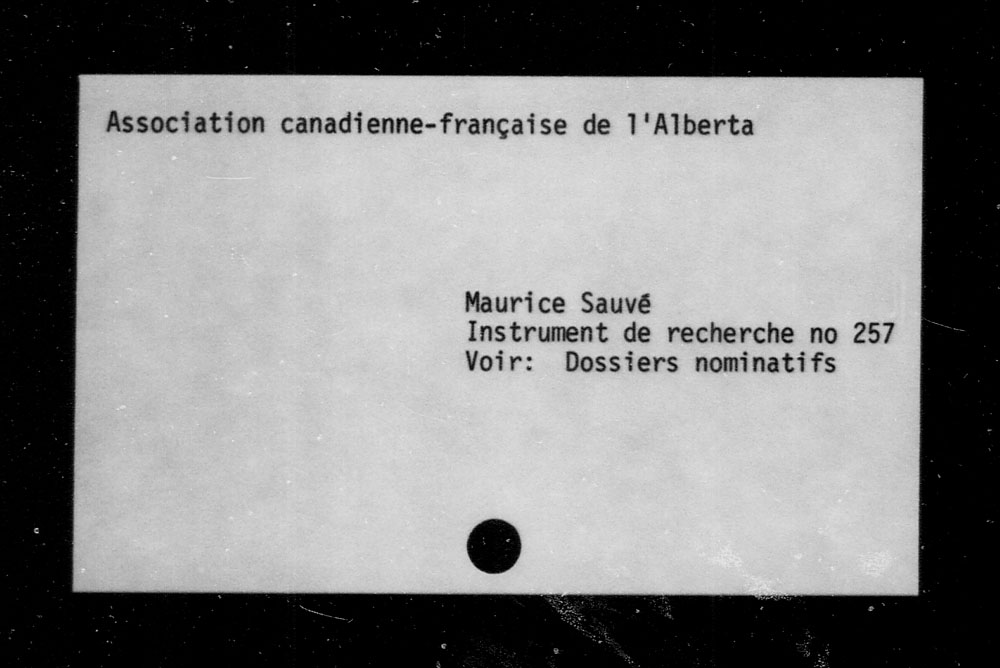 Association canadienne-française de l'Alberta
Maurice Sauvé
Instrument de recherche no 257
Voir: Dossiers nominatifs